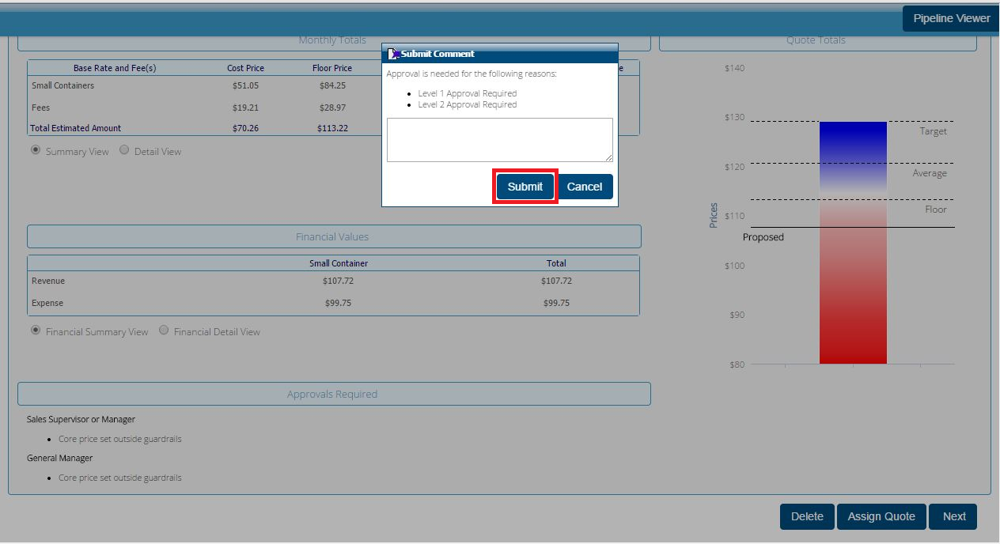 Pipeline Viewer
Monthly Totals
Quote Totals
Submit Comment
Approval is needed for the following reasons:
Level 1 Approval Required
Level 2 Approval Required
Submit Cancel
Base Rate and Fee(s) Cost Price Floor Price e
Small Containers $51.05 $84.25
Fees $19.21 $28.97
Total Estimated Amount $70.26 $113.22
Summary View Detail View
Financial Values
Small Container Total
Revenue $107.72 $107.72
Expense $99.75 $99.75
Financial Summary View Financial Detail View
Approvals Required
Sales Supervisor or Manager
Core price set outside guardrails
General Manager
Core price set outside guardrails
Prices
$140
$130
Target
$120
Average
Floor
$110
Proposed
$100
$90
$80
Delete Assign Quote Next